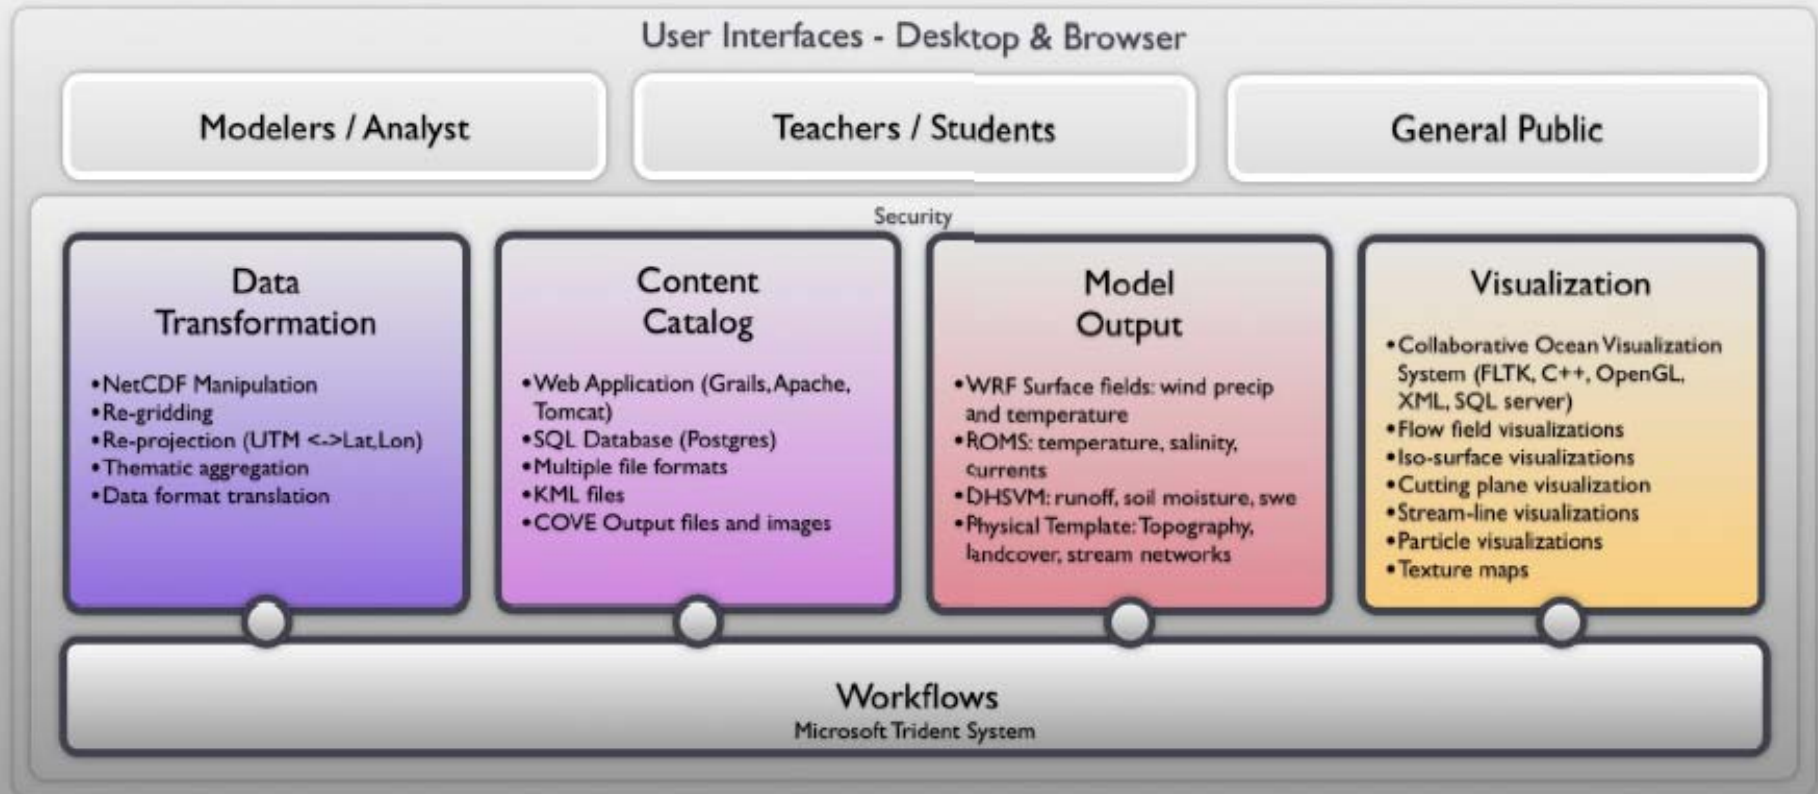 User Interfaces - Desktop & Browser
Modelers / Analyst
Teachers / Students
General Public
Security
Data
Transformation
•NetCDF Manipulation
•Re-gridding
•Re-projection (UTM <->Lat,Lon)
•Thematic aggregation
•Data format translation
Content
Catalog
•Web Application (Grails, Apache,
Tomcat)
•SQL Database (Postgres)
•Multiple file formats
•KML files
•COVE Output files and images
Model
Output
•WRF Surface fields: wind precip
and temperature
•ROMS: temperature, salinity,
currents
•DHSVM: runoff, soil moisture, swe
•Physical Template: Topography,
landcover, stream networks
Visualization
•Collaborative Ocean Visualization
System (FLTK, C++, OpenGL,
XML, SQL server)
•Flow field visualizations
•Iso-surface visualizations
•Cutting plane visualization
•Stream-line visualizations
•Particle visualizations
•Texture maps
Workflows
Microsoft Trident System